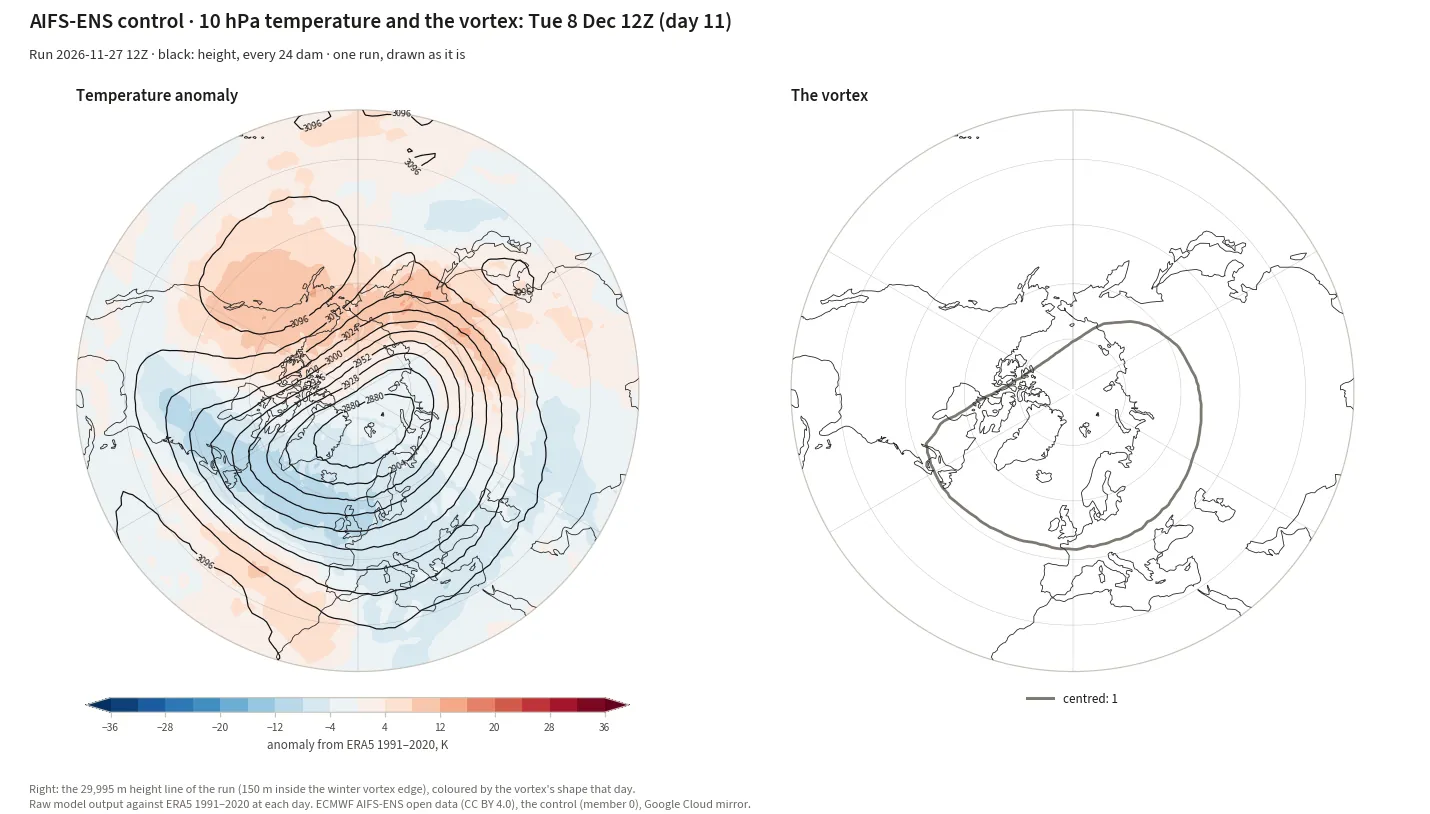 AIFS-ENS control · 10 hPa temperature and the vortex: Tue 8 Dec 12Z (day 11)
Run 2026-11-27 12Z · black: height, every 24 dam · one run, drawn as it is
Temperature anomaly
The vortex
3096
3096
3096
3096
3096
3024
3000
2952
2928
2880
2880
2904
3096
centred: 1
−36 −28 −20 −12 −4 4 12 20 28 36
anomaly from ERA5 1991–2020, K
Right: the 29,995 m height line of the run (150 m inside the winter vortex edge), coloured by the vortex's shape that day.
Raw model output against ERA5 1991–2020 at each day. ECMWF AIFS-ENS open data (CC BY 4.0), the control (member 0), Google Cloud mirror.